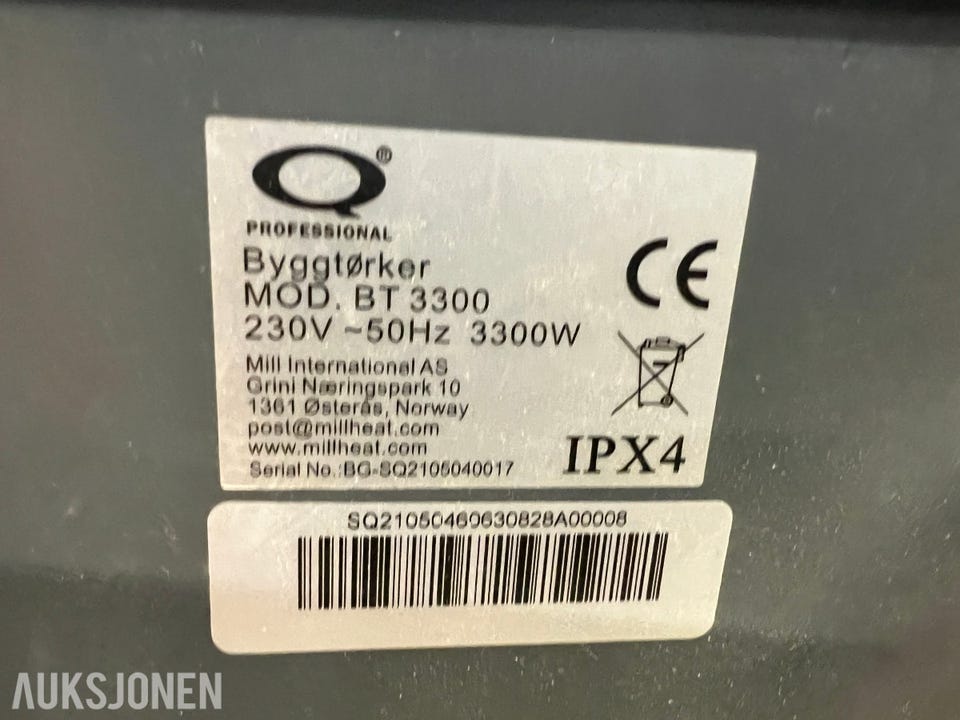 Q®
PROFESSIONAL
Byggtørker
MOD. BT 3300
230V ~50Hz 3300W
Mill International AS
Grini Næringspark 10
1361 Østerås, Norway
post@millheat.com
www.millheat.com
Serial No.:BG-SQ2105040017
CE
IPX4
SQ21050460630828A00008
AUKSJONEN